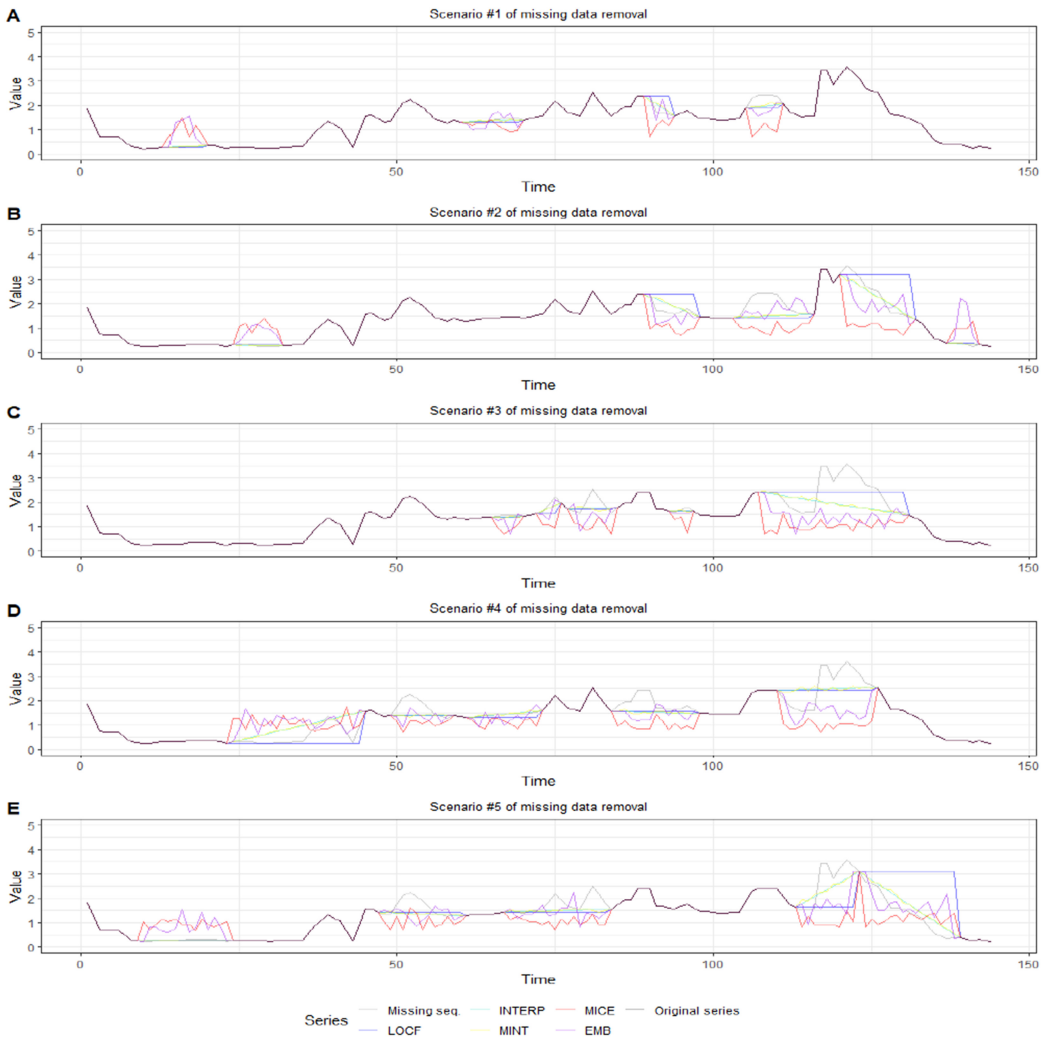 A
Scenario #1 of missing data removal
5
4
3
2
1
0
Value
0 50 100 150
Time
B
Scenario #2 of missing data removal
5
4
3
2
1
0
Value
0 50 100 150
Time
C
Scenario #3 of missing data removal
5
4
3
2
1
0
Value
0 50 100 150
Time
D
Scenario #4 of missing data removal
5
4
3
2
1
0
Value
0 50 100 150
Time
E
Scenario #5 of missing data removal
5
4
3
2
1
0
Value
0 50 100 150
Time
Series
Missing seq. INTERP MICE Original series
LOCF MINT EMB